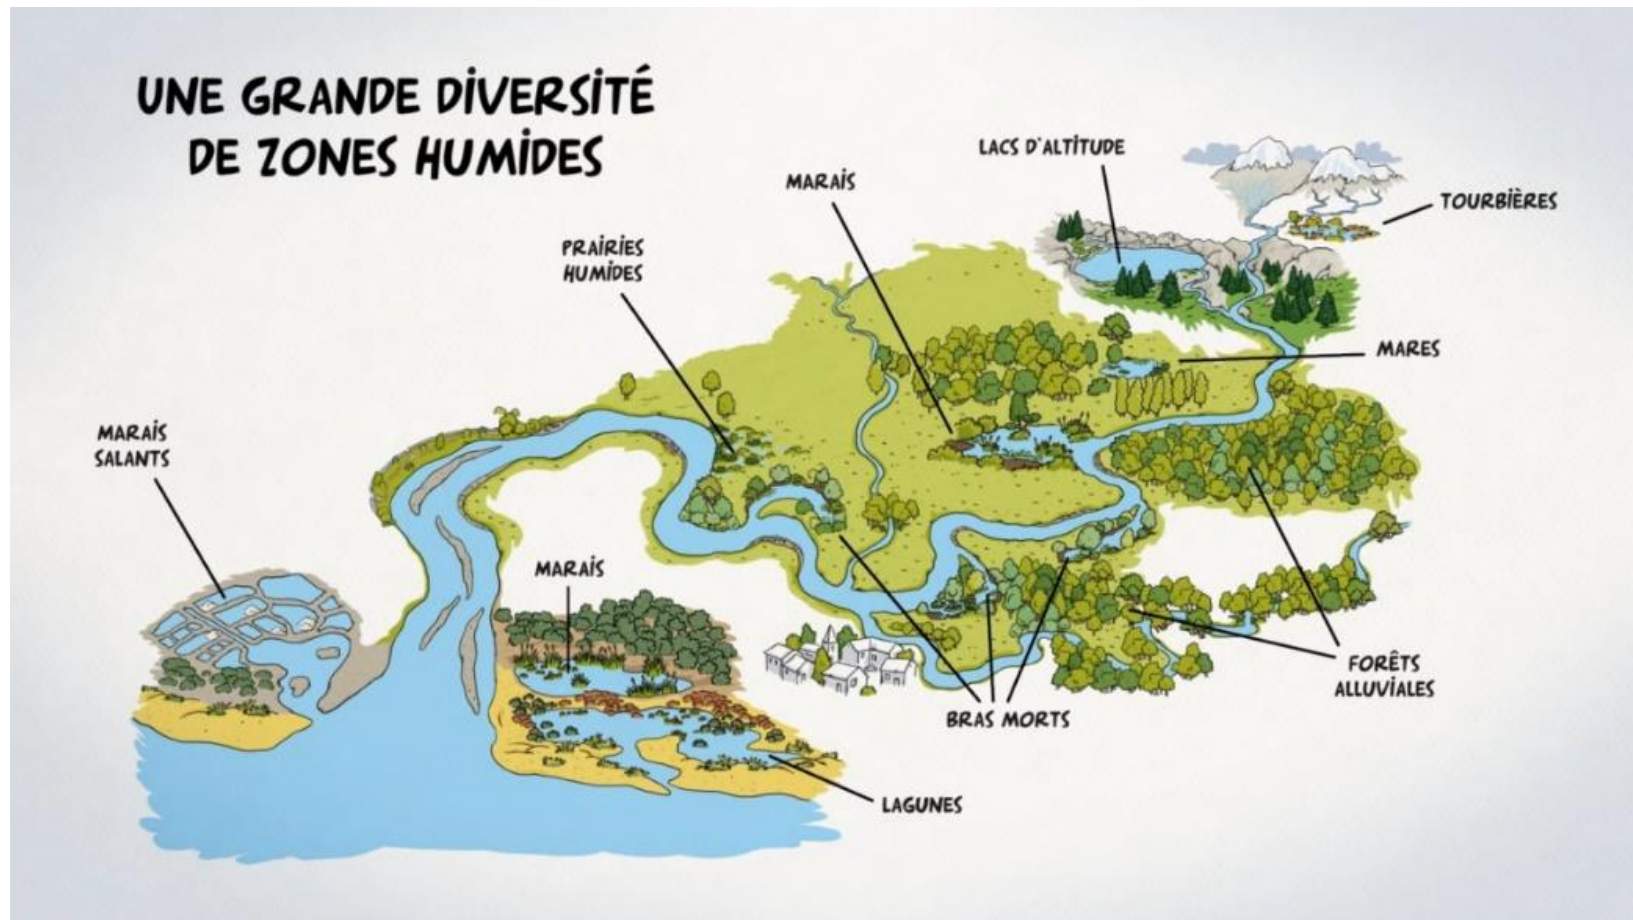 UNE GRANDE DIVERSITÉ
DE ZONES HUMIDES
LACS D'ALTITUDE
MARAIS
TOURBIÈRES
PRAIRIES
HUMIDES
MARES
MARAIS
SALANTS
MARAIS
FORÊTS
ALLUVIALES
BRAS MORTS
LAGUNES